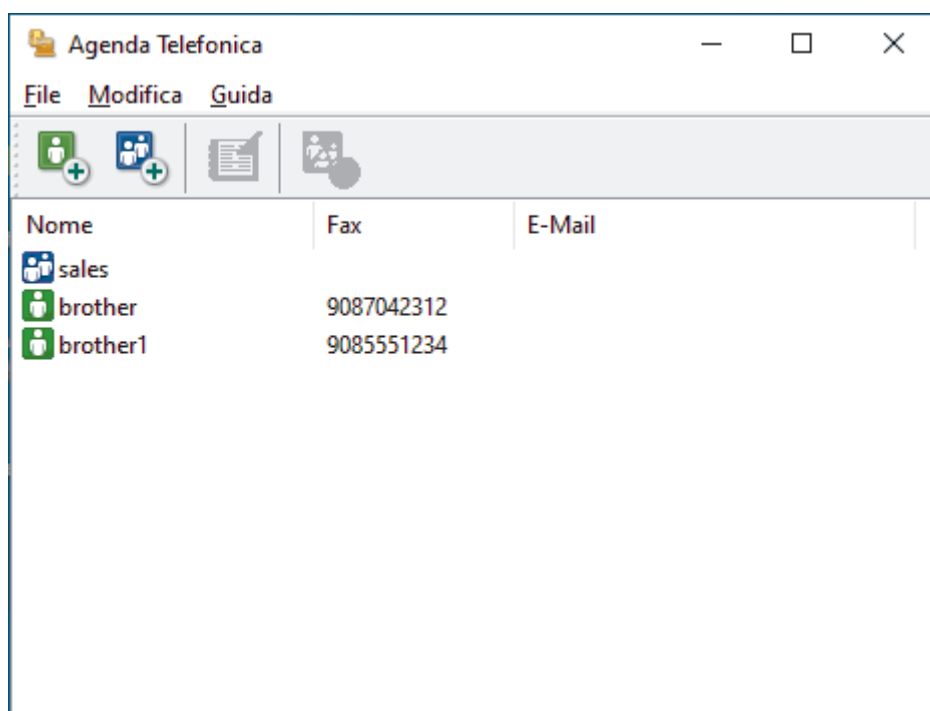 Agenda Telefonica
File Modifica Guida
Nome Fax E-Mail
sales
brother 9087042312
brother1 9085551234